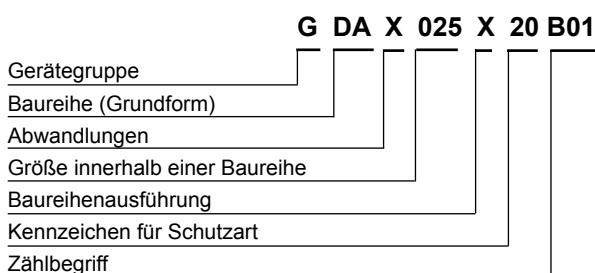 G DA X 025 X 20 B01
Gerätegruppe
Baureihe (Grundform)
Abwandlungen
Größe innerhalb einer Baureihe
Baureihenausführung
Kennzeichen für Schutzart
Zählbegriff